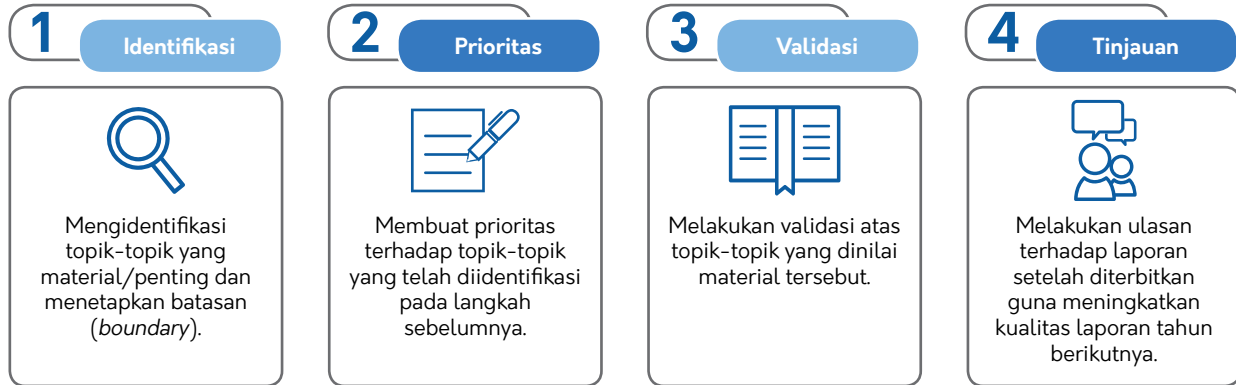 1
Identifikasi
Mengidentifikasi
topik-topik yang
material/penting dan
menetapkan batasan
(boundary).
2
Prioritas
Membuat prioritas
terhadap topik-topik
yang telah diidentifikasi
pada langkah
sebelumnya.
3
Validasi
Melakukan validasi atas
topik-topik yang dinilai
material tersebut.
4
Tinjauan
Melakukan ulasan
terhadap laporan
setelah diterbitkan
guna meningkatkan
kualitas laporan tahun
berikutnya.